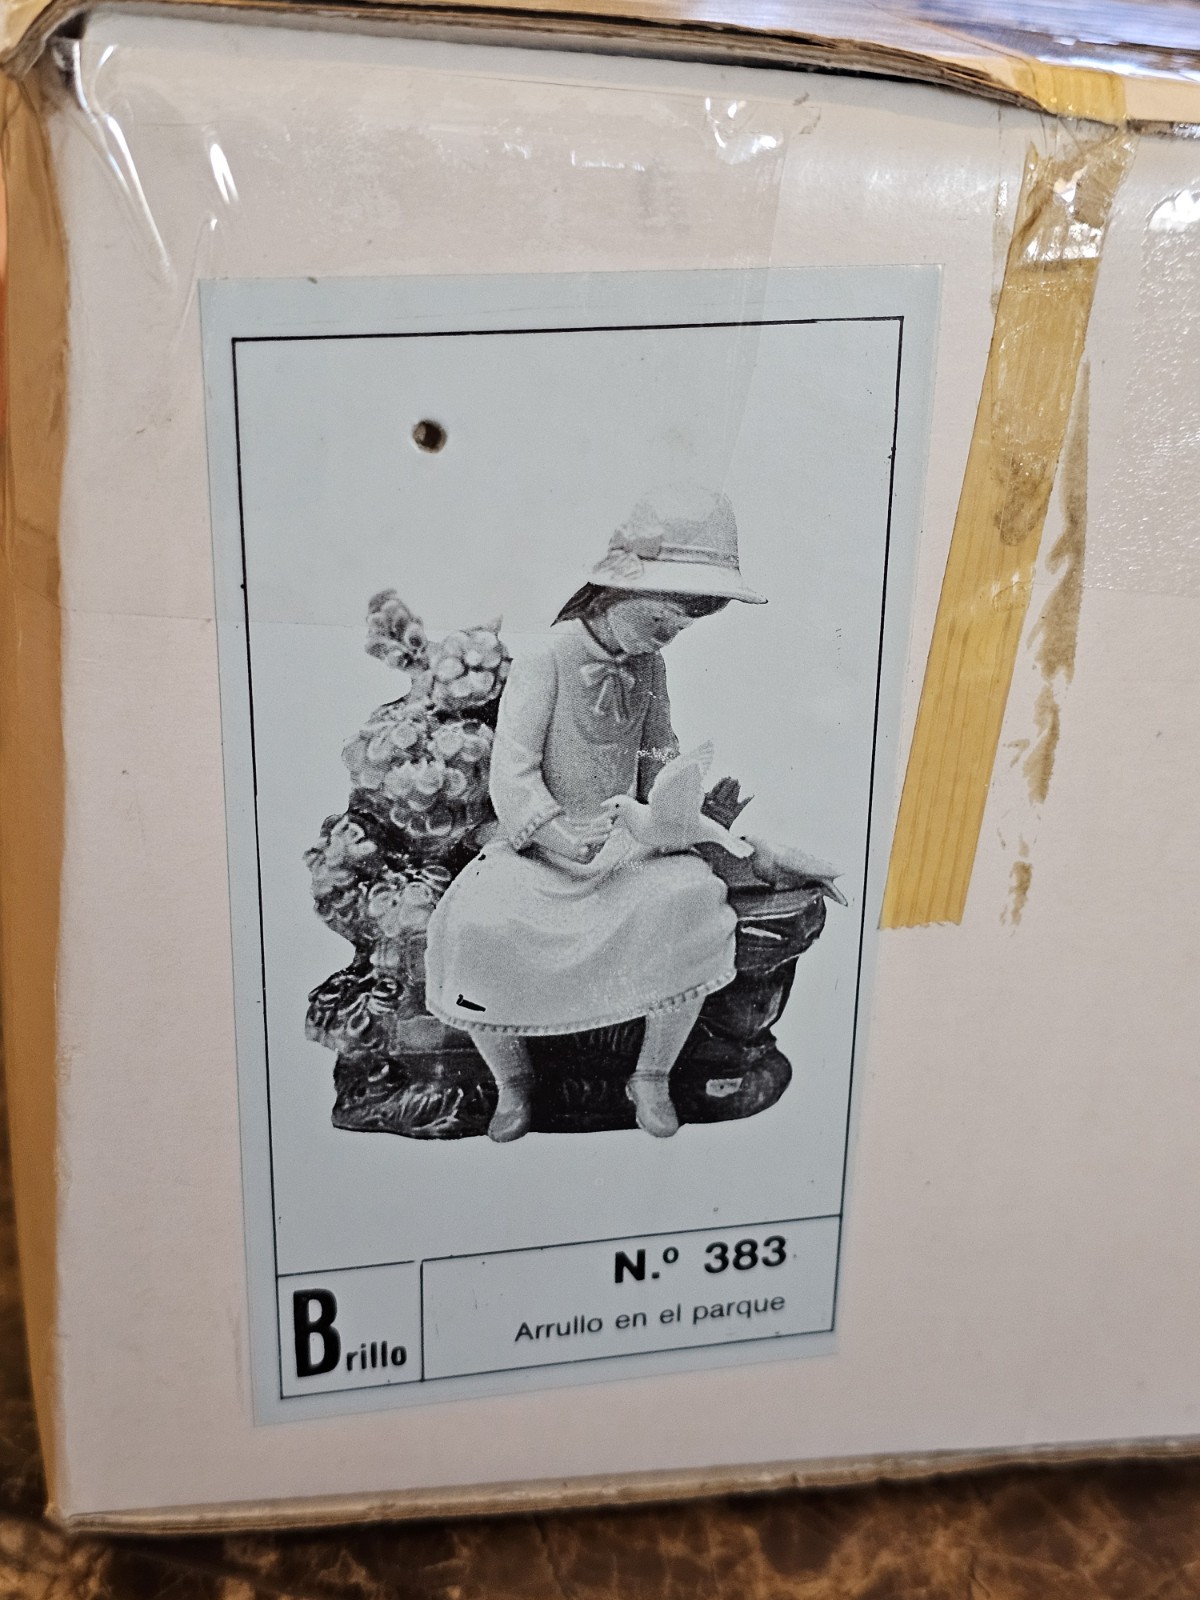 N.º 383
Arrullo en el parque
Brillo